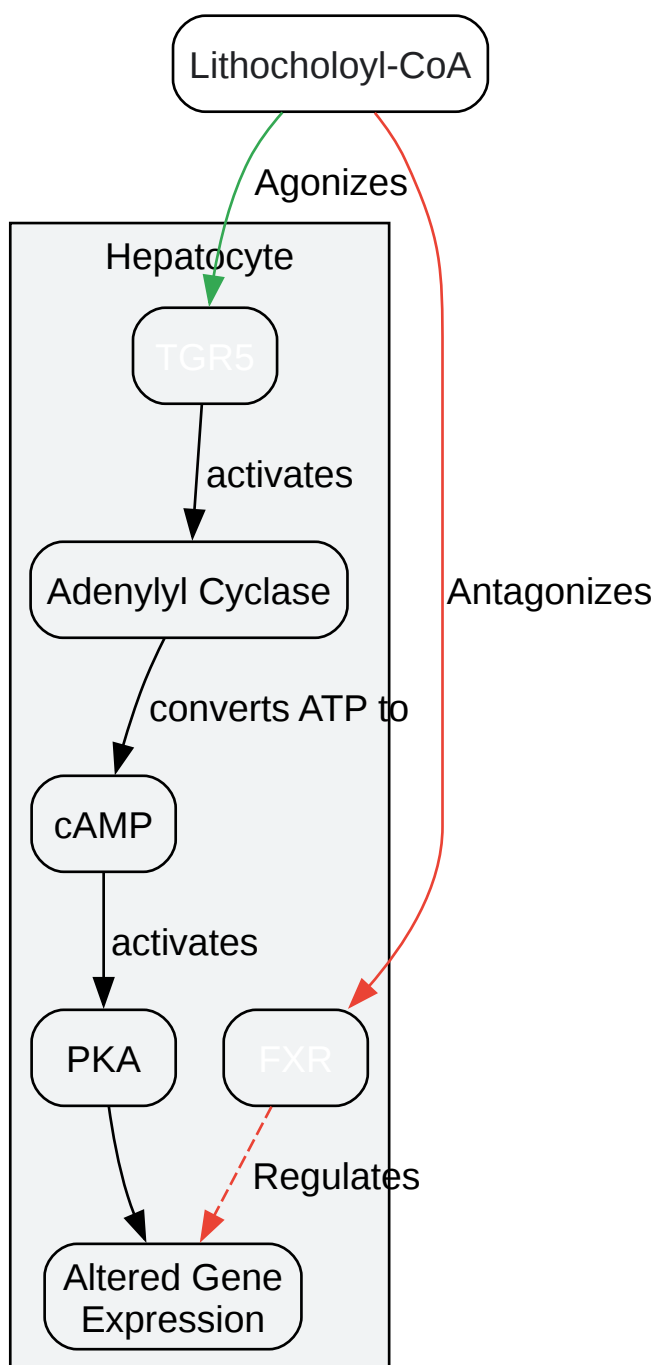 Lithocholoyl-CoA
Agonizes
Hepatocyte
TGR5
activates
Adenylyl Cyclase
Antagonizes
converts ATP to
cAMP
activates
PKA
FXR
Regulates
Altered Gene
Expression